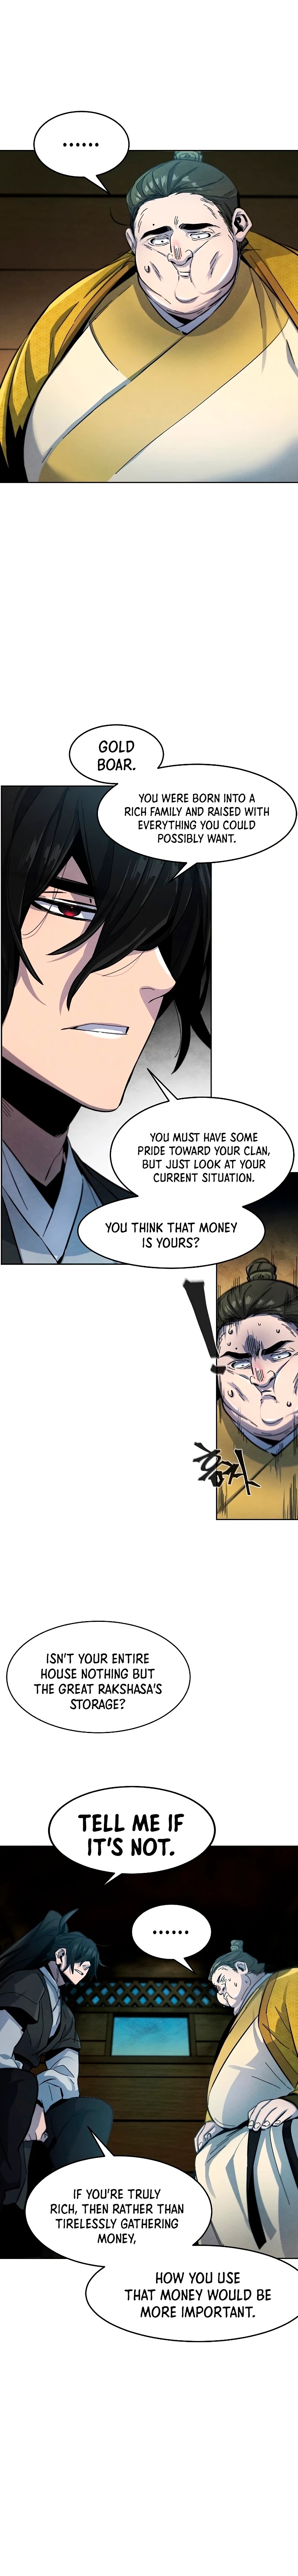 ......
GOLD
BOAR.
YOU WERE BORN INTO A
RICH FAMILY AND RAISED WITH
EVERYTHING YOU COULD
POSSIBLY WANT.
YOU MUST HAVE SOME
PRIDE TOWARD YOUR CLAN,
BUT JUST LOOK AT YOUR
CURRENT SITUATION.
YOU THINK THAT MONEY
IS YOURS?
!
ISN'T YOUR ENTIRE
HOUSE NOTHING BUT
THE GREAT RAKSHASA'S
STORAGE?
TELL ME IF
IT'S NOT.
......
IF YOU'RE TRULY
RICH, THEN RATHER THAN
TIRELESSLY GATHERING
MONEY,
HOW YOU USE
THAT MONEY WOULD BE
MORE IMPORTANT.